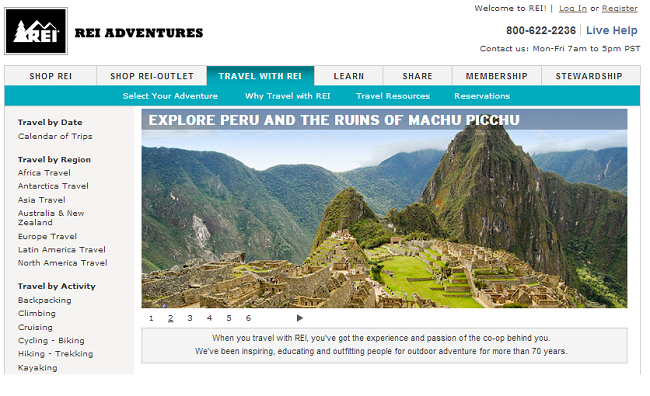 Welcome to REI! | Log In or Register
REI
REI ADVENTURES
800-622-2236 | Live Help
Contact us: Mon-Fri 7am to 5pm PST
SHOP REI
SHOP REI-OUTLET
TRAVEL WITH REI
LEARN
SHARE
MEMBERSHIP
STEWARDSHIP
Select Your Adventure
Why Travel with REI
Travel Resources
Reservations
Travel by Date
Calendar of Trips
Travel by Region
Africa Travel
Antarctica Travel
Asia Travel
Australia & New
Zealand
Europe Travel
Latin America Travel
North America Travel
Travel by Activity
Backpacking
Climbing
Cruising
Cycling - Biking
Hiking - Trekking
Kayaking
EXPLORE PERU AND THE RUINS OF MACHU PICCHU
1 2 3 4 5 6
When you travel with REI, you've got the experience and passion of the co-op behind you.
We've been inspiring, educating and outfitting people for outdoor adventure for more than 70 years.